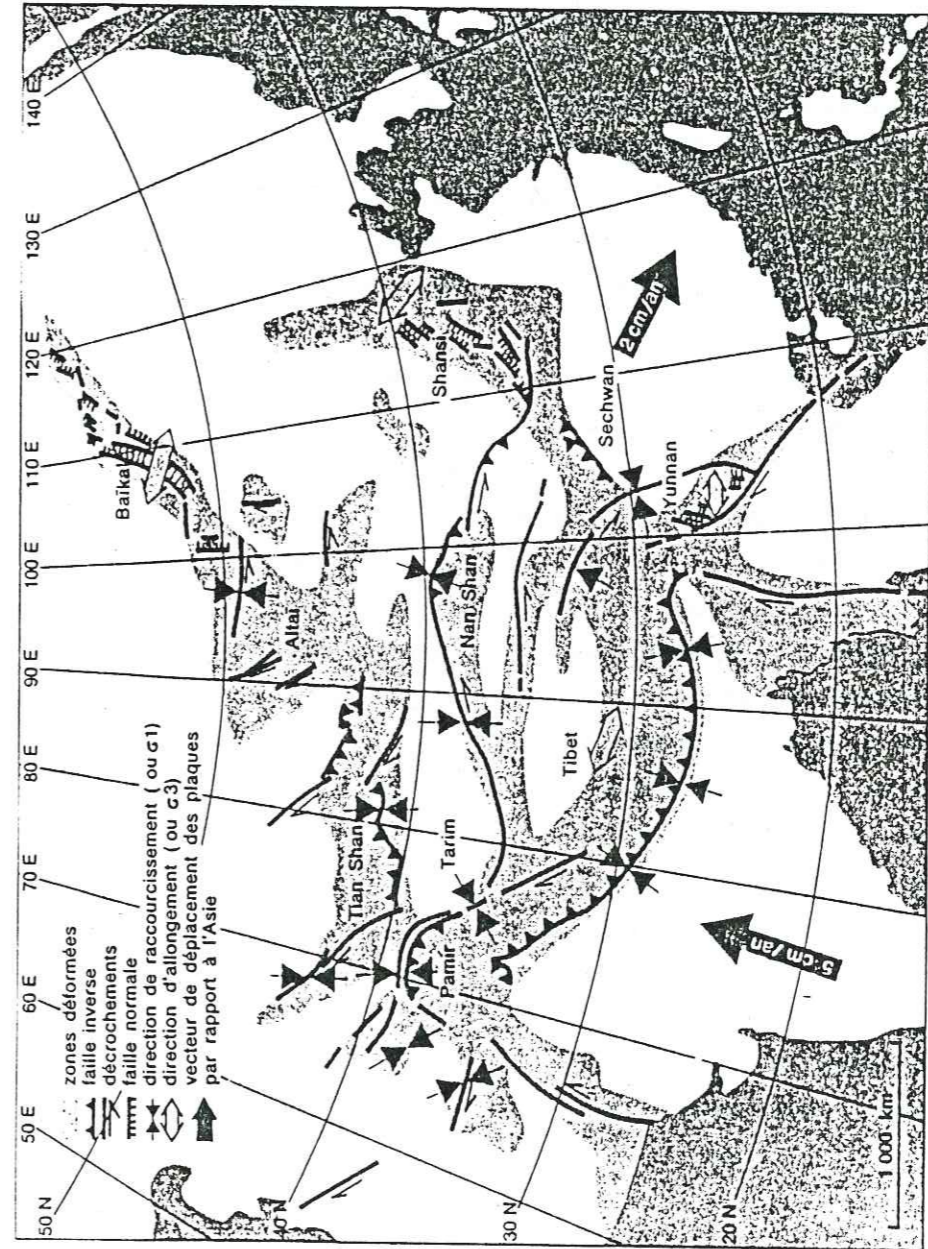 zones déformées
faille inverse
décrochements
faille normale
direction de raccourcissement ( ou σ1)
direction d'allongement ( ou σ3)
vecteur de déplacement des plaques
par rapport à l'Asie
50 N
40 N
30 N
20 N
50 E
60 E
70 E
80 E
90 E
100 E
110 E
120 E
130 E
140 E
Baïkal
Altaï
Tian Shan
Pamir
Tarim
Nan Shan
Tibet
Shansi
Sechwan
Yunnan
2 cm/an
5 cm/an
1 000 km